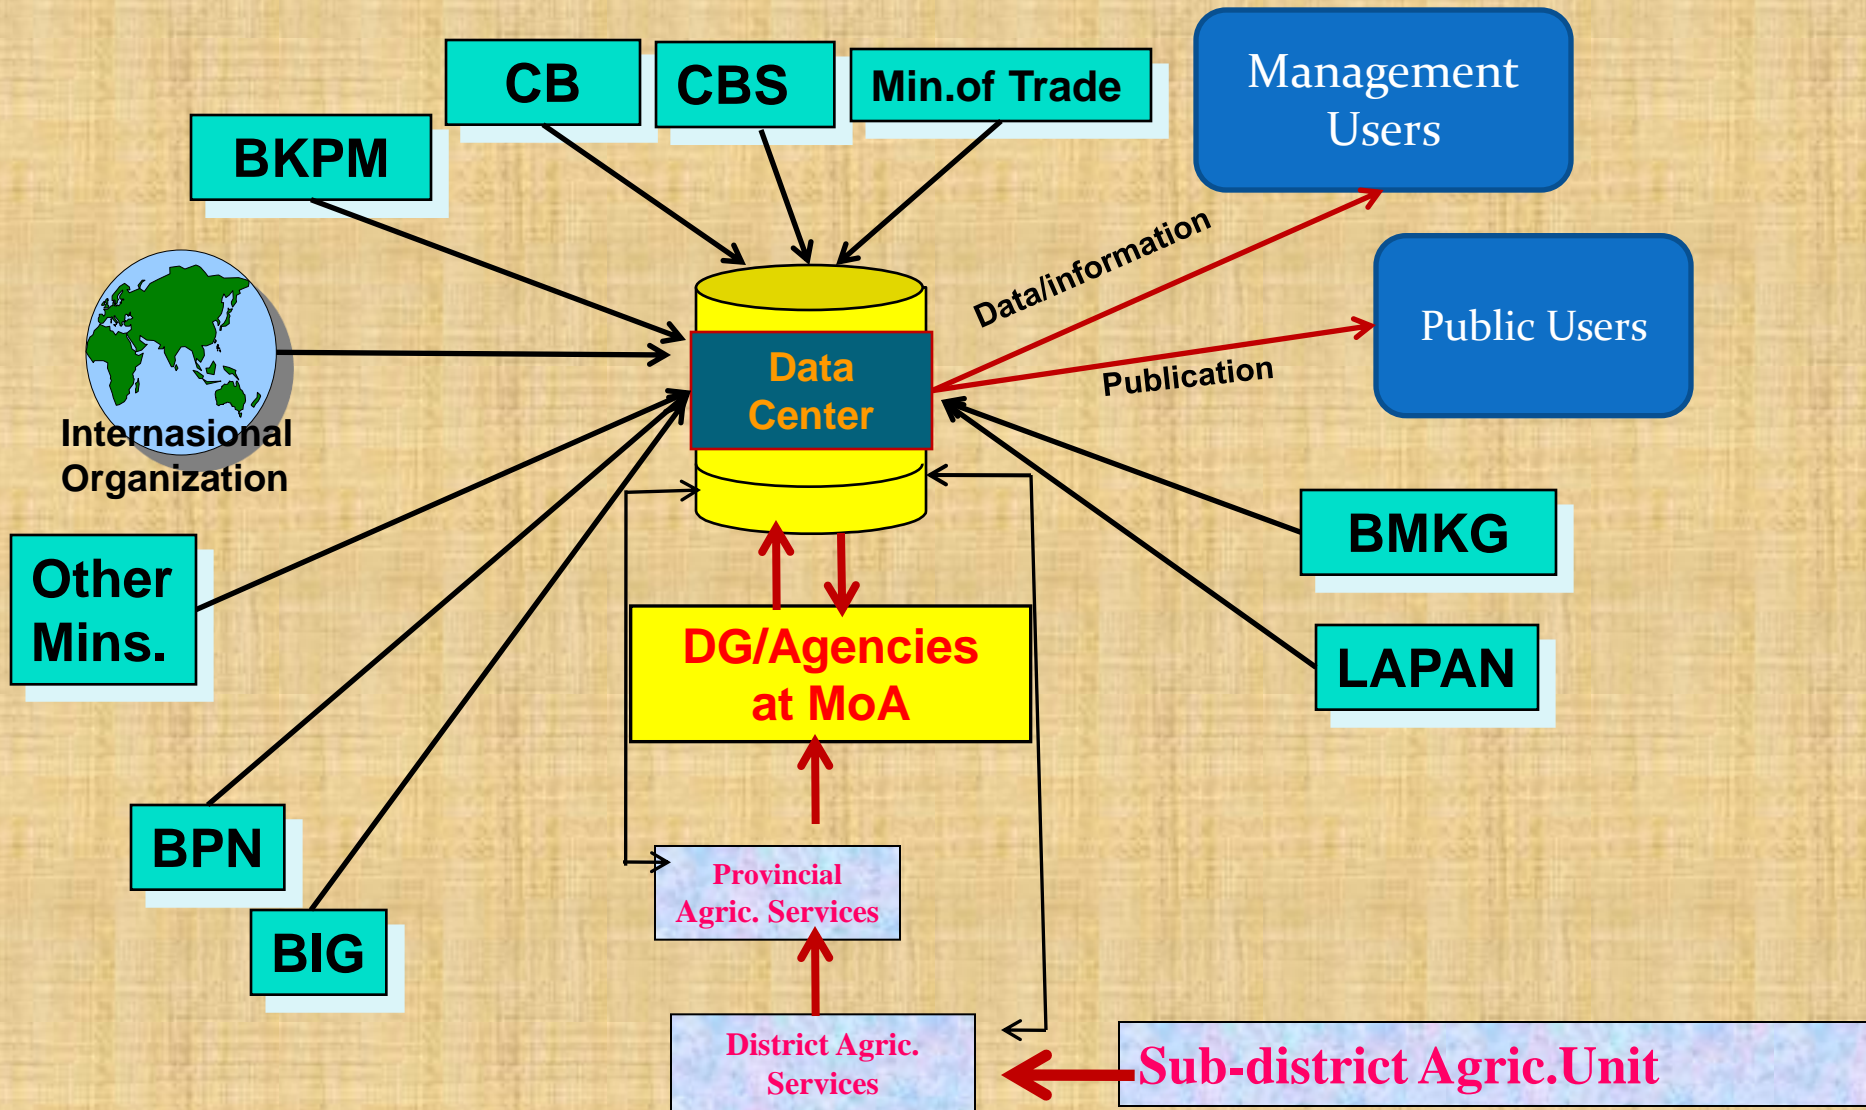 CB
CBS
Min.of Trade
Management
Users
BKPM
Data/information
Public Users
Publication
Data
Center
Internasional
Organization
BMKG
Other
Mins.
DG/Agencies
at MoA
LAPAN
BPN
Provincial
Agric. Services
BIG
District Agric.
Services
Sub-district Agric.Unit